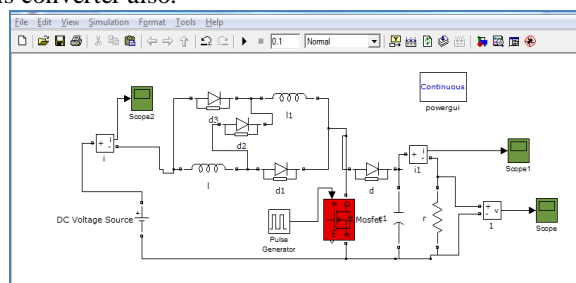 is converter also.
File Edit View Simulation Format Tools Help
0.1 Normal
Continuous
powergui
Scope2
d3
l1
d2
i
l
d1
d
i1
Scope1
DC Voltage Source
Pulse Generator
Mosfet
c1
r
v
1
Scope